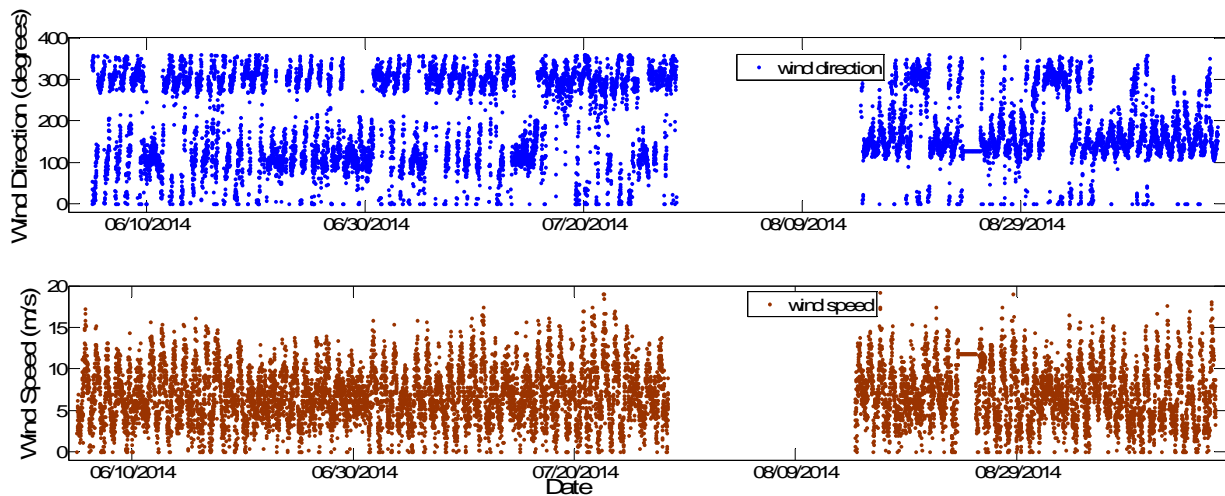 400
300
200
100
0
Wind Direction (degrees)
wind direction
06/10/2014 06/30/2014 07/20/2014 08/09/2014 08/29/2014
20
15
10
5
0
Wind Speed (m/s)
wind speed
06/10/2014 06/30/2014 07/20/2014 08/09/2014 08/29/2014
Date